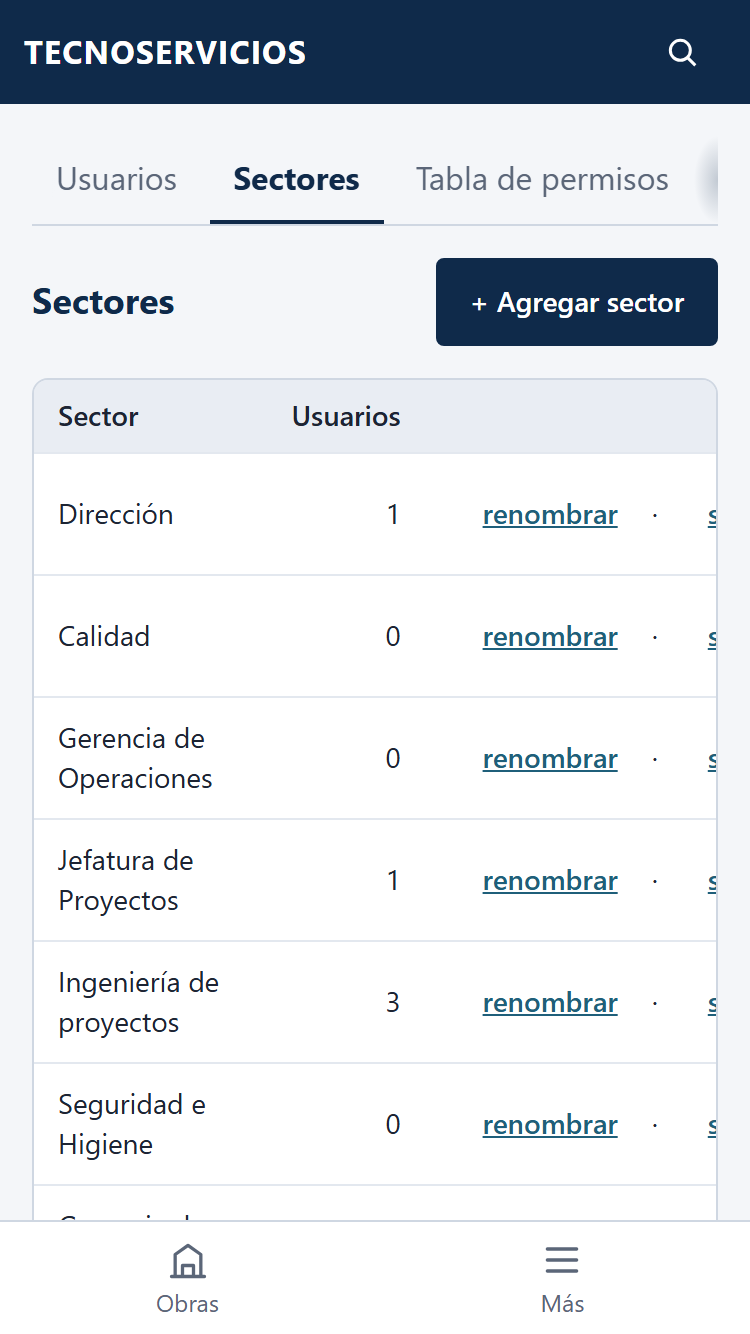 TECNOSERVICIOS
Usuarios Sectores Tabla de permisos
Sectores + Agregar sector
Sector Usuarios
Dirección 1 renombrar ·
Calidad 0 renombrar ·
Gerencia de
Operaciones 0 renombrar ·
Jefatura de
Proyectos 1 renombrar ·
Ingeniería de
proyectos 3 renombrar ·
Seguridad e
Higiene 0 renombrar ·
Obras Más